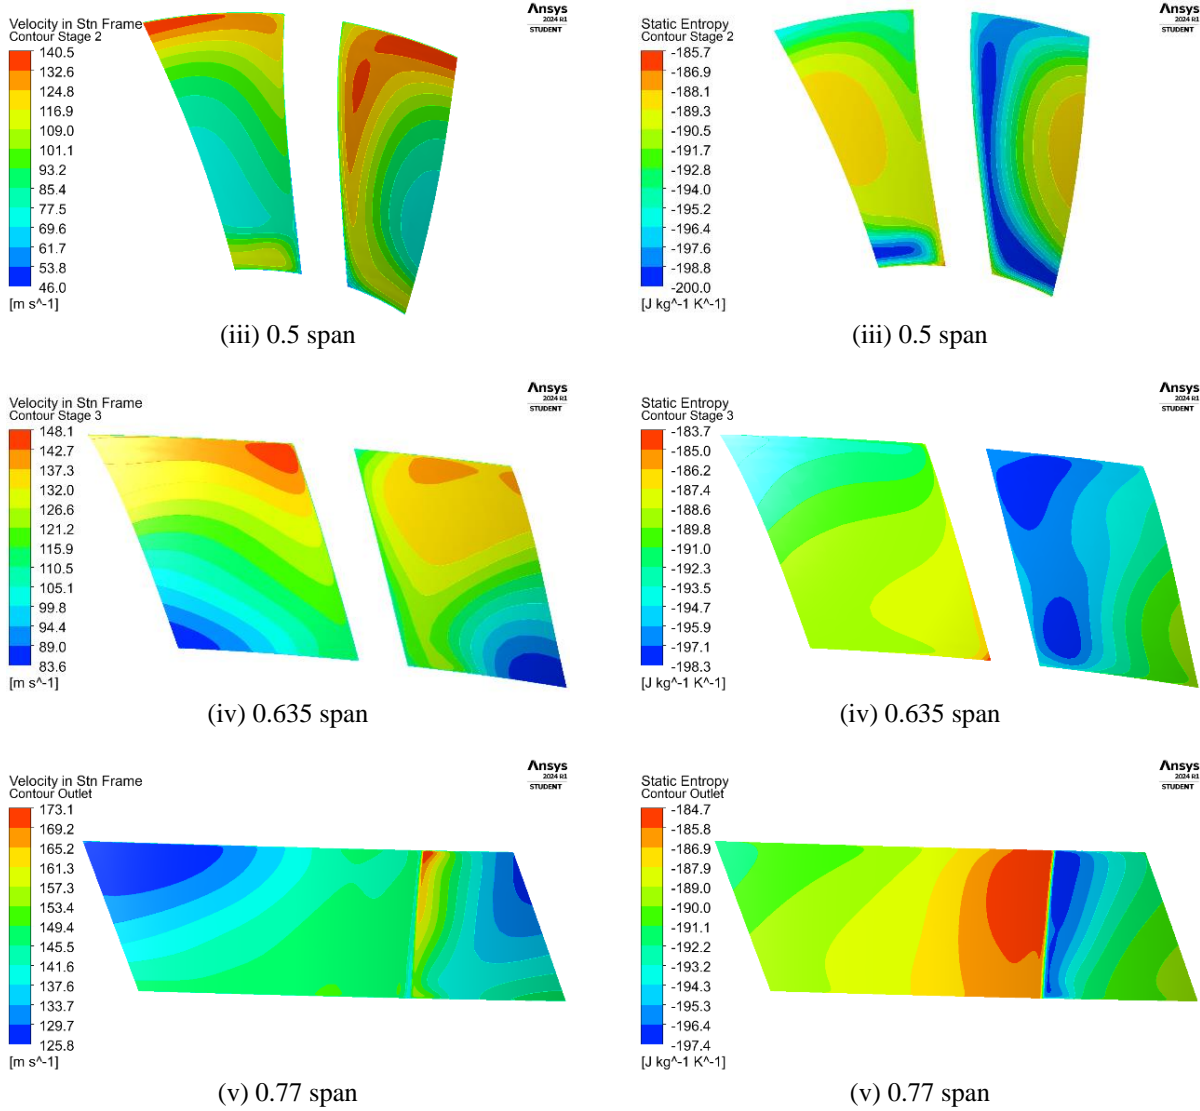 Velocity in Stn Frame
Contour Stage 2
140.5
132.6
124.8
116.9
109.0
101.1
93.2
85.4
77.5
69.6
61.7
53.8
46.0
[m s^-1]
Ansys
2024 R1
STUDENT
(iii) 0.5 span
Static Entropy
Contour Stage 2
-185.7
-186.9
-188.1
-189.3
-190.5
-191.7
-192.8
-194.0
-195.2
-196.4
-197.6
-198.8
-200.0
[J kg^-1 K^-1]
Ansys
2024 R1
STUDENT
(iii) 0.5 span
Velocity in Stn Frame
Contour Stage 3
148.1
142.7
137.3
132.0
126.6
121.2
115.9
110.5
105.1
99.8
94.4
89.0
83.6
[m s^-1]
Ansys
2024 R1
STUDENT
(iv) 0.635 span
Static Entropy
Contour Stage 3
-183.7
-185.0
-186.2
-187.4
-188.6
-189.8
-191.0
-192.3
-193.5
-194.7
-195.9
-197.1
-198.3
[J kg^-1 K^-1]
Ansys
2024 R1
STUDENT
(iv) 0.635 span
Velocity in Stn Frame
Contour Outlet
173.1
169.2
165.2
161.3
157.3
153.4
149.4
145.5
141.6
137.6
133.7
129.7
125.8
[m s^-1]
Ansys
2024 R1
STUDENT
(v) 0.77 span
Static Entropy
Contour Outlet
-184.7
-185.8
-186.9
-187.9
-189.0
-190.0
-191.1
-192.2
-193.2
-194.3
-195.3
-196.4
-197.4
[J kg^-1 K^-1]
Ansys
2024 R1
STUDENT
(v) 0.77 span